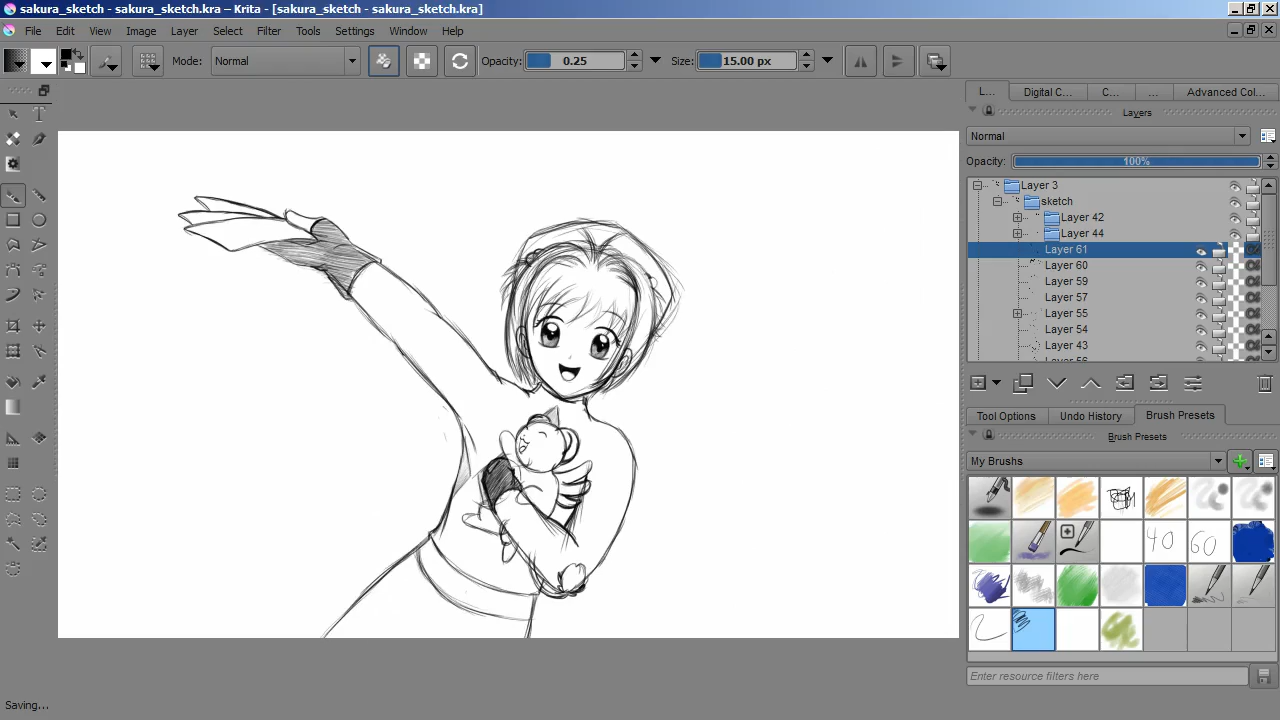 sakura_sketch - sakura_sketch.kra – Krita - [sakura_sketch - sakura_sketch.kra]
File Edit View Image Layer Select Filter Tools Settings Window Help
Mode: Normal Opacity: 0.25 Size: 15.00 px
L... Digital C... C... ... Advanced Col...
Layers
Normal
Opacity: 100%
Layer 3
sketch
Layer 42
Layer 44
Layer 61
Layer 60
Layer 59
Layer 57
Layer 55
Layer 54
Layer 43
Tool Options Undo History Brush Presets
Brush Presets
My Brushes
40 60
Enter resource filters here
Saving...